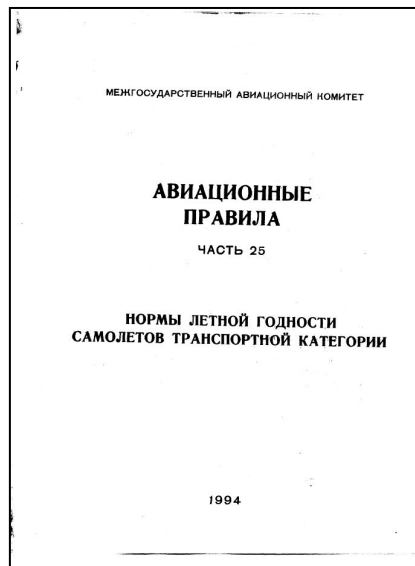 МЕЖГОСУДАРСТВЕННЫЙ АВИАЦИОННЫЙ КОМИТЕТ
АВИАЦИОННЫЕ
ПРАВИЛА
ЧАСТЬ 25
НОРМЫ ЛЕТНОЙ ГОДНОСТИ
САМОЛЕТОВ ТРАНСПОРТНОЙ КАТЕГОРИИ
1994